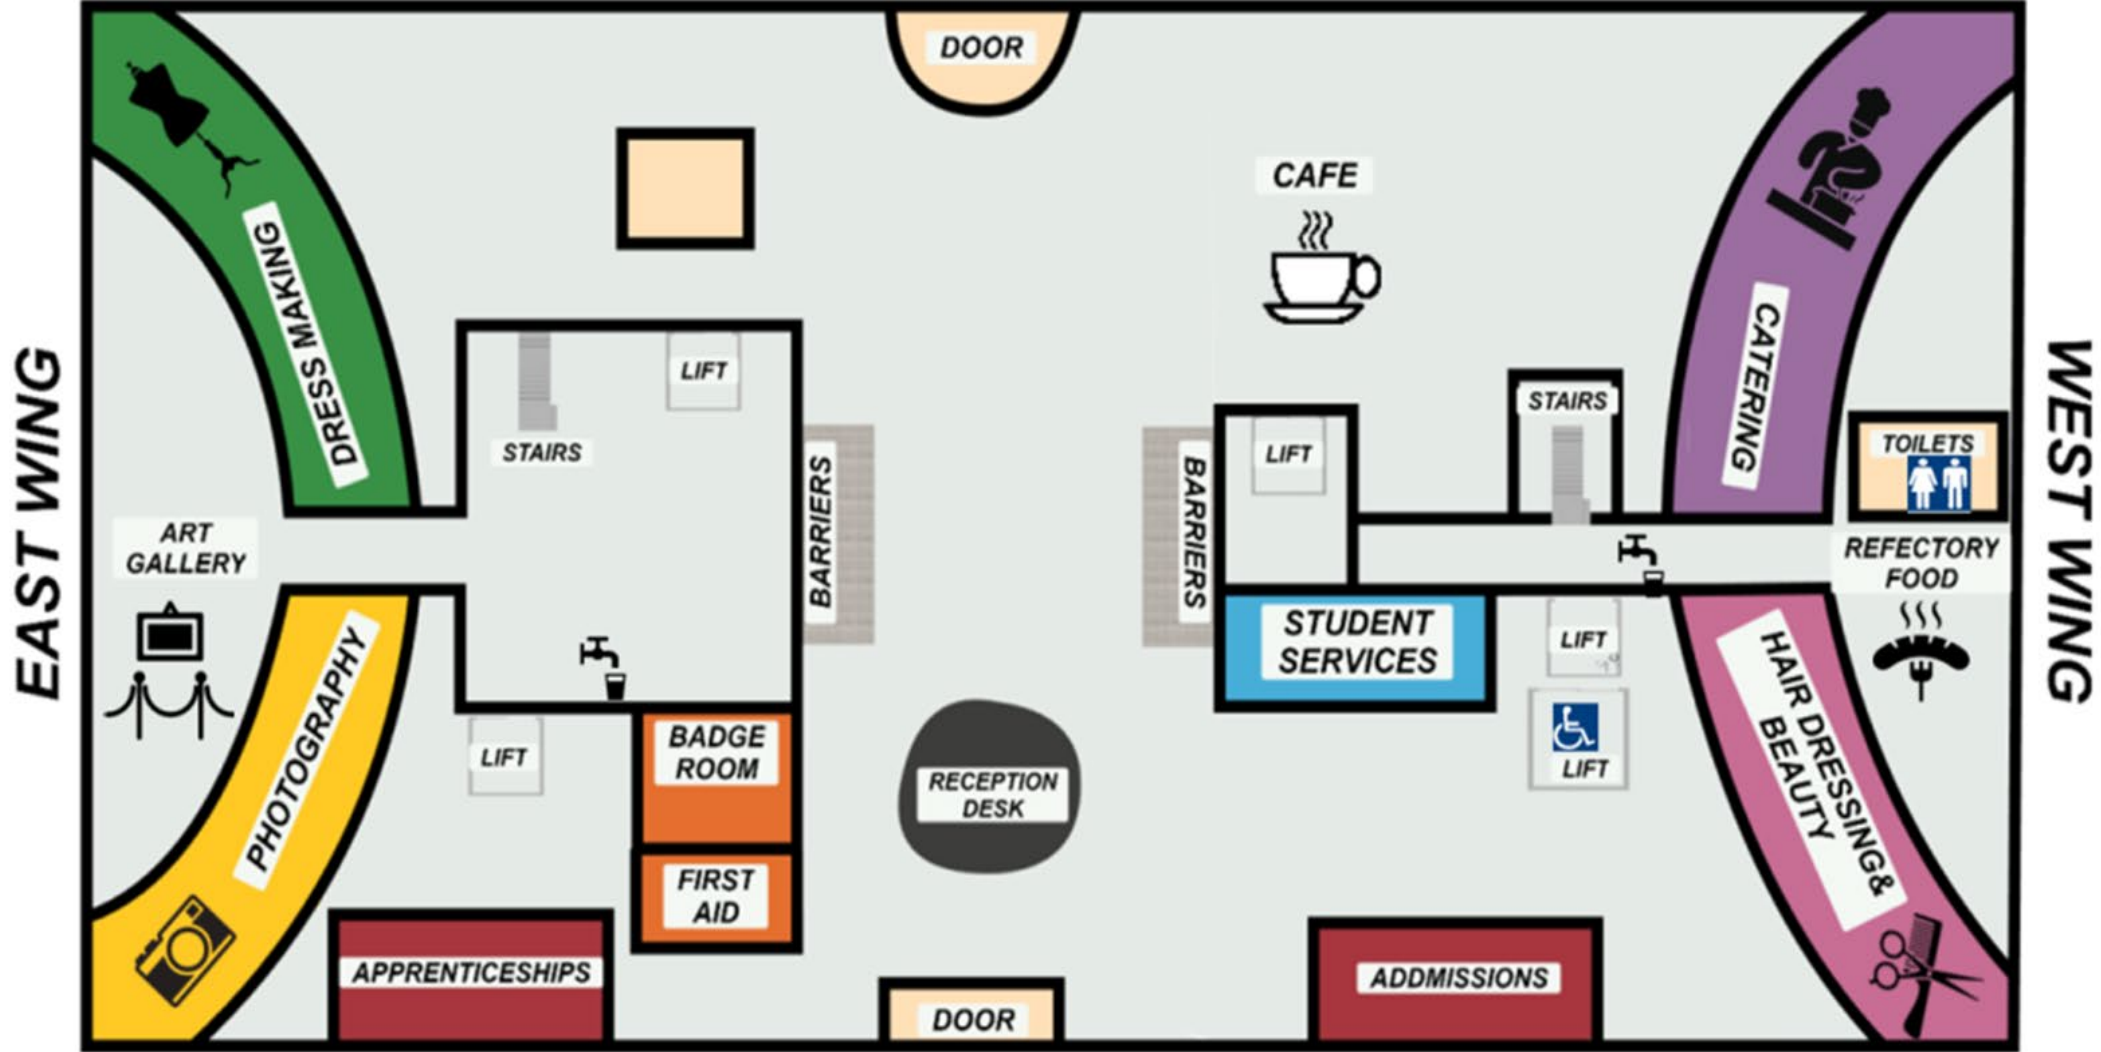 DOOR
CAFE
DRESS MAKING
CATERING
LIFT
STAIRS
STAIRS
LIFT
TOILETS
EAST WING
WEST WING
BARRIERS
BARRIERS
ART
GALLERY
REFECTORY
FOOD
STUDENT
SERVICES
LIFT
PHOTOGRAPHY
HAIR DRESSING&
BEAUTY
LIFT
BADGE
ROOM
LIFT
RECEPTION
DESK
FIRST
AID
APPRENTICESHIPS
ADDMISSIONS
DOOR